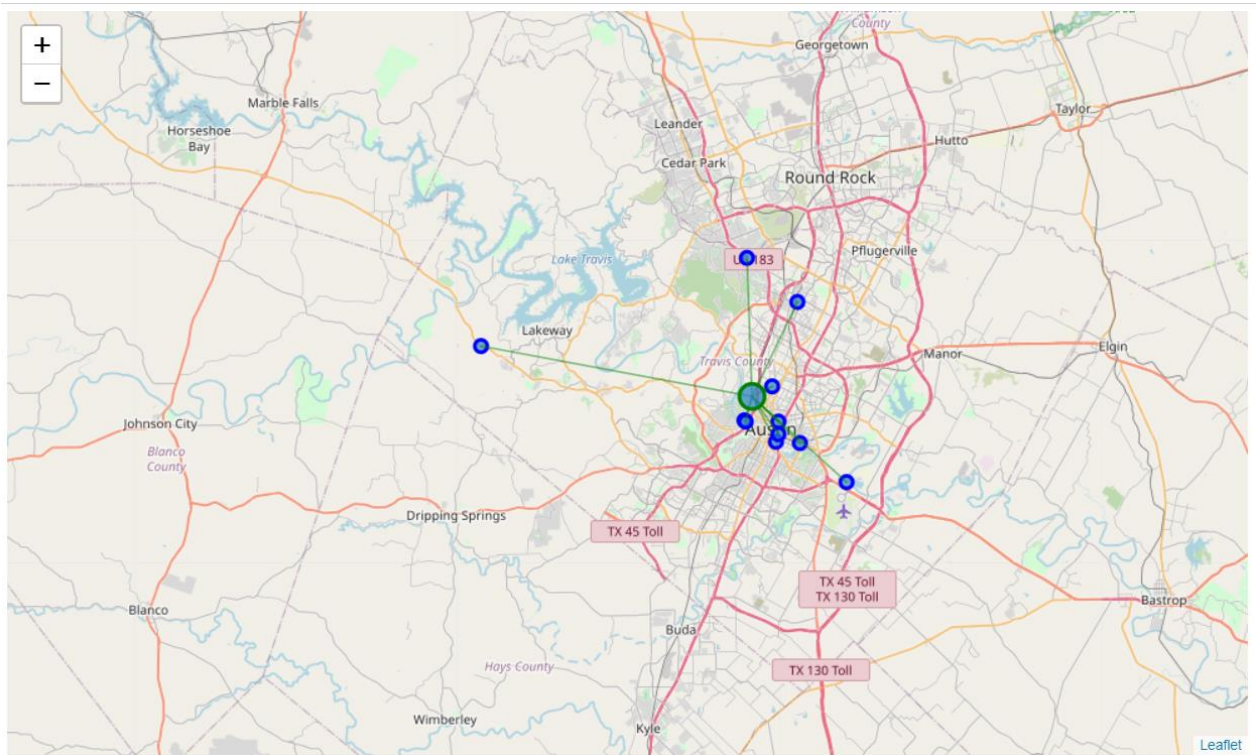 +
−
County
Georgetown
Marble Falls
Taylor
Horseshoe
Bay
Leander
Hutto
Cedar Park
Round Rock
Pflugerville
Lake Travis
U 183
Lakeway
Travis County
Manor
Elgin
Johnson City
Austin
Blanco
County
Dripping Springs
TX 45 Toll
TX 45 Toll
TX 130 Toll
Bastrop
Blanco
Buda
Hays County
TX 130 Toll
Wimberley
Kyle
Leaflet